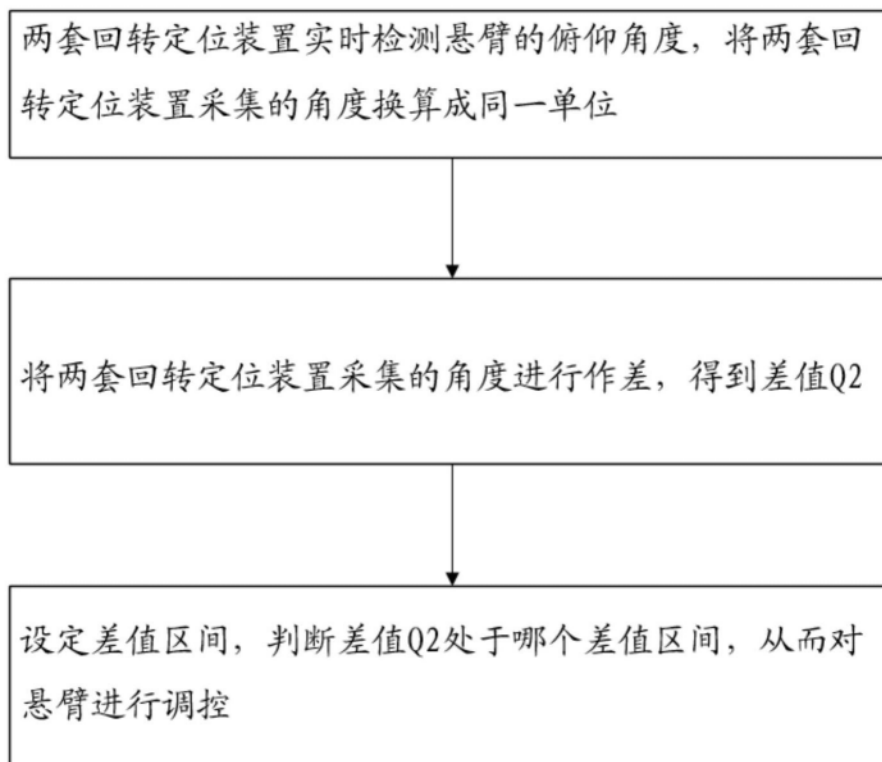 两套回转定位装置实时检测悬臂的俯仰角度，将两套回
转定位装置采集的角度换算成同一单位
将两套回转定位装置采集的角度进行作差，得到差值Q2
设定差值区间，判断差值Q2处于哪个差值区间，从而对
悬臂进行调控